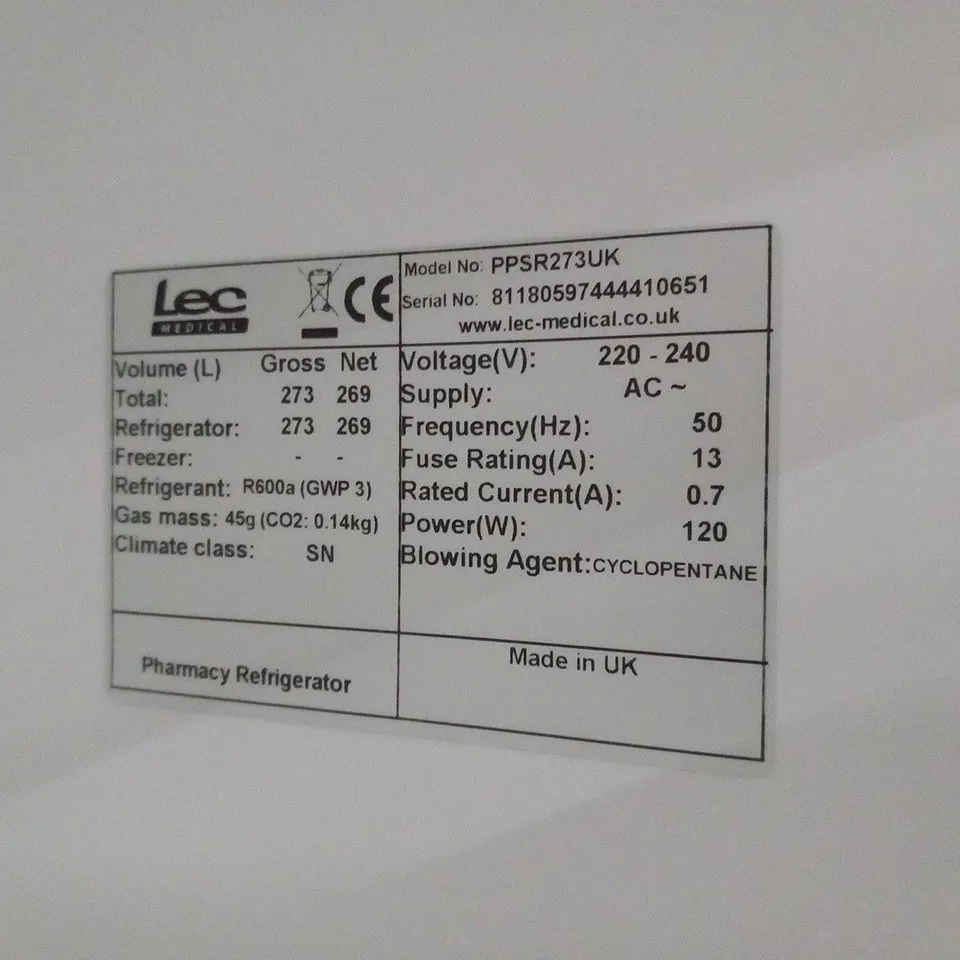 Lec
MEDICAL
CE
Model No: PPSR273UK
Serial No: 81180597444410651
www.lec-medical.co.uk
Volume (L) Gross Net
Total: 273 269
Refrigerator: 273 269
Freezer: - -
Refrigerant: R600a (GWP 3)
Gas mass: 45g (CO2: 0.14kg)
Climate class: SN
Voltage(V): 220 - 240
Supply: AC ~
Frequency(Hz): 50
Fuse Rating(A): 13
Rated Current(A): 0.7
Power(W): 120
Blowing Agent:CYCLOPENTANE
Pharmacy Refrigerator
Made in UK